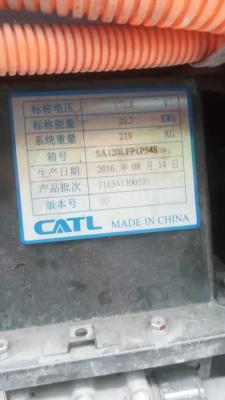 标称电压 V
标称能量 20.7 KWh
系统重量 219 KG
箱号 SA120LFP1P54S
生产日期 2016 年 08 月 14 日
产品批次
版本号 00
CATL MADE IN CHINA